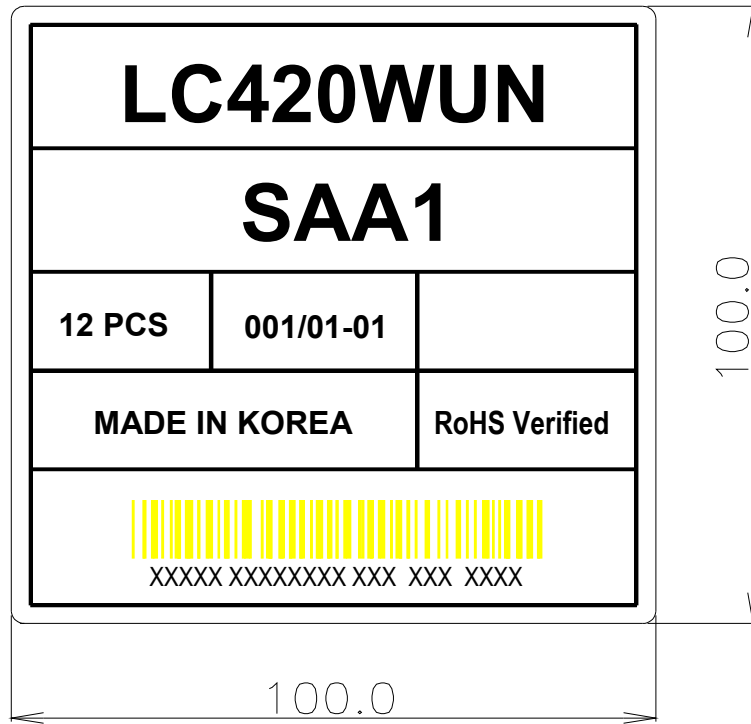 LC420WUN
SAA1
12 PCS 001/01-01
MADE IN KOREA RoHS Verified
XXXXX XXXXXXXX XXX XXX XXXX
100.0
100.0